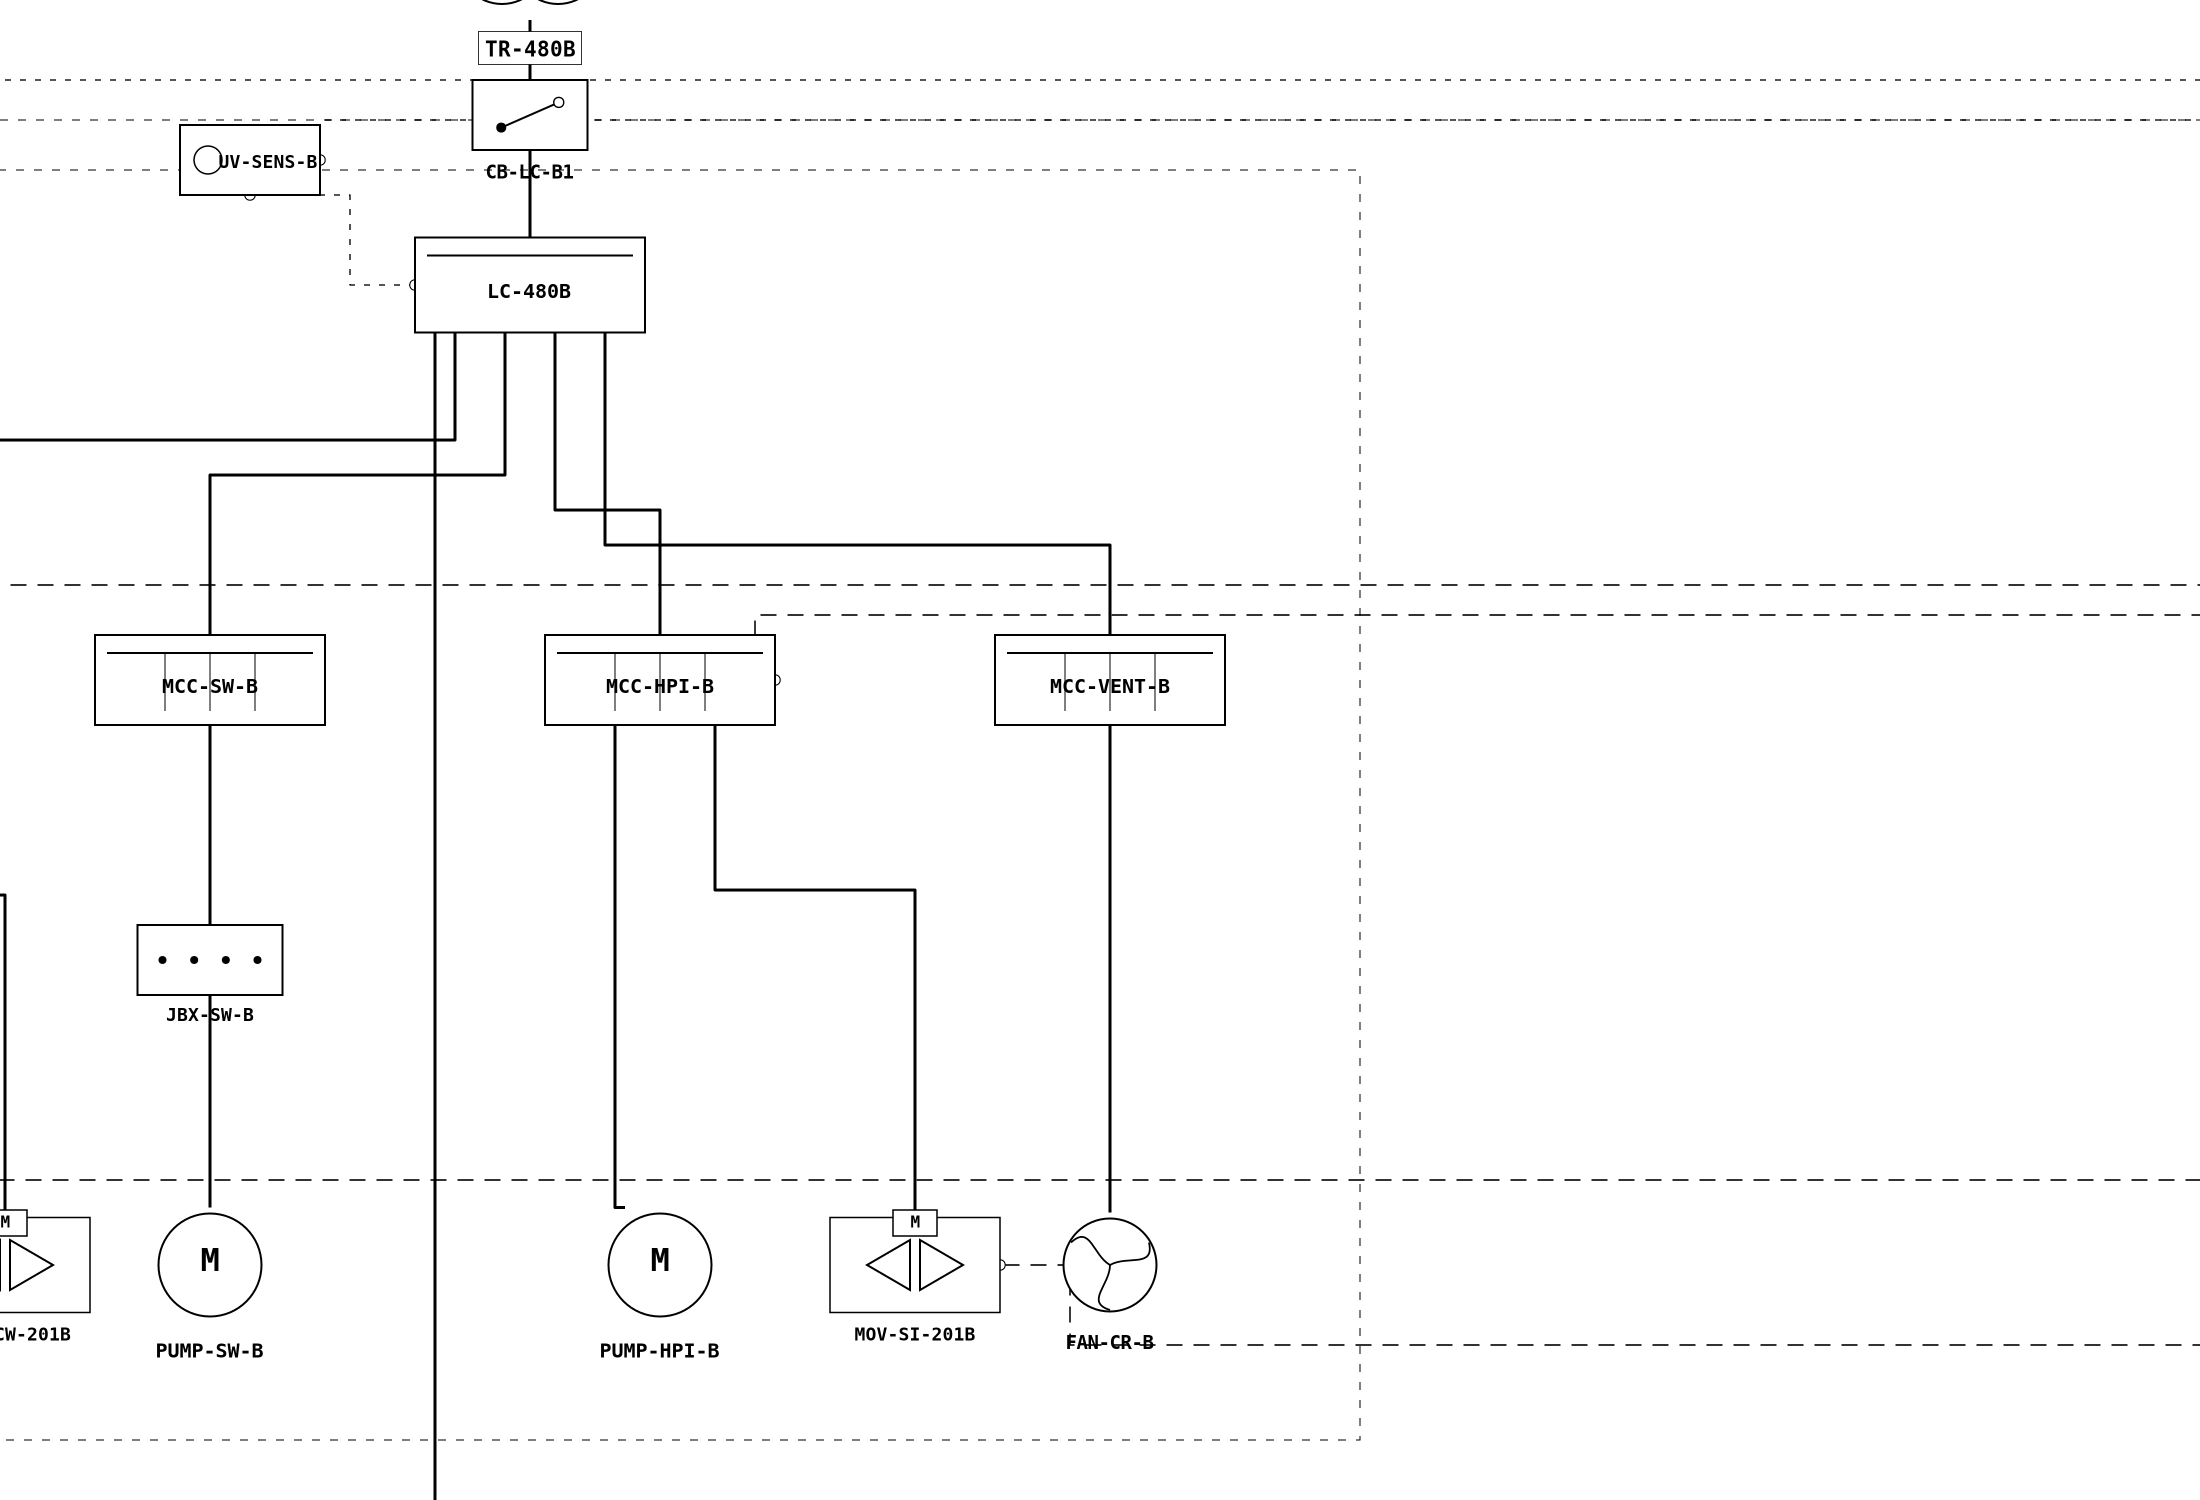 TR-480B
UV-SENS-B
CB-LC-B1
LC-480B
MCC-SW-B
MCC-HPI-B
MCC-VENT-B
JBX-SW-B
M
M
M
M
CW-201B
PUMP-SW-B
PUMP-HPI-B
MOV-SI-201B
FAN-CR-B